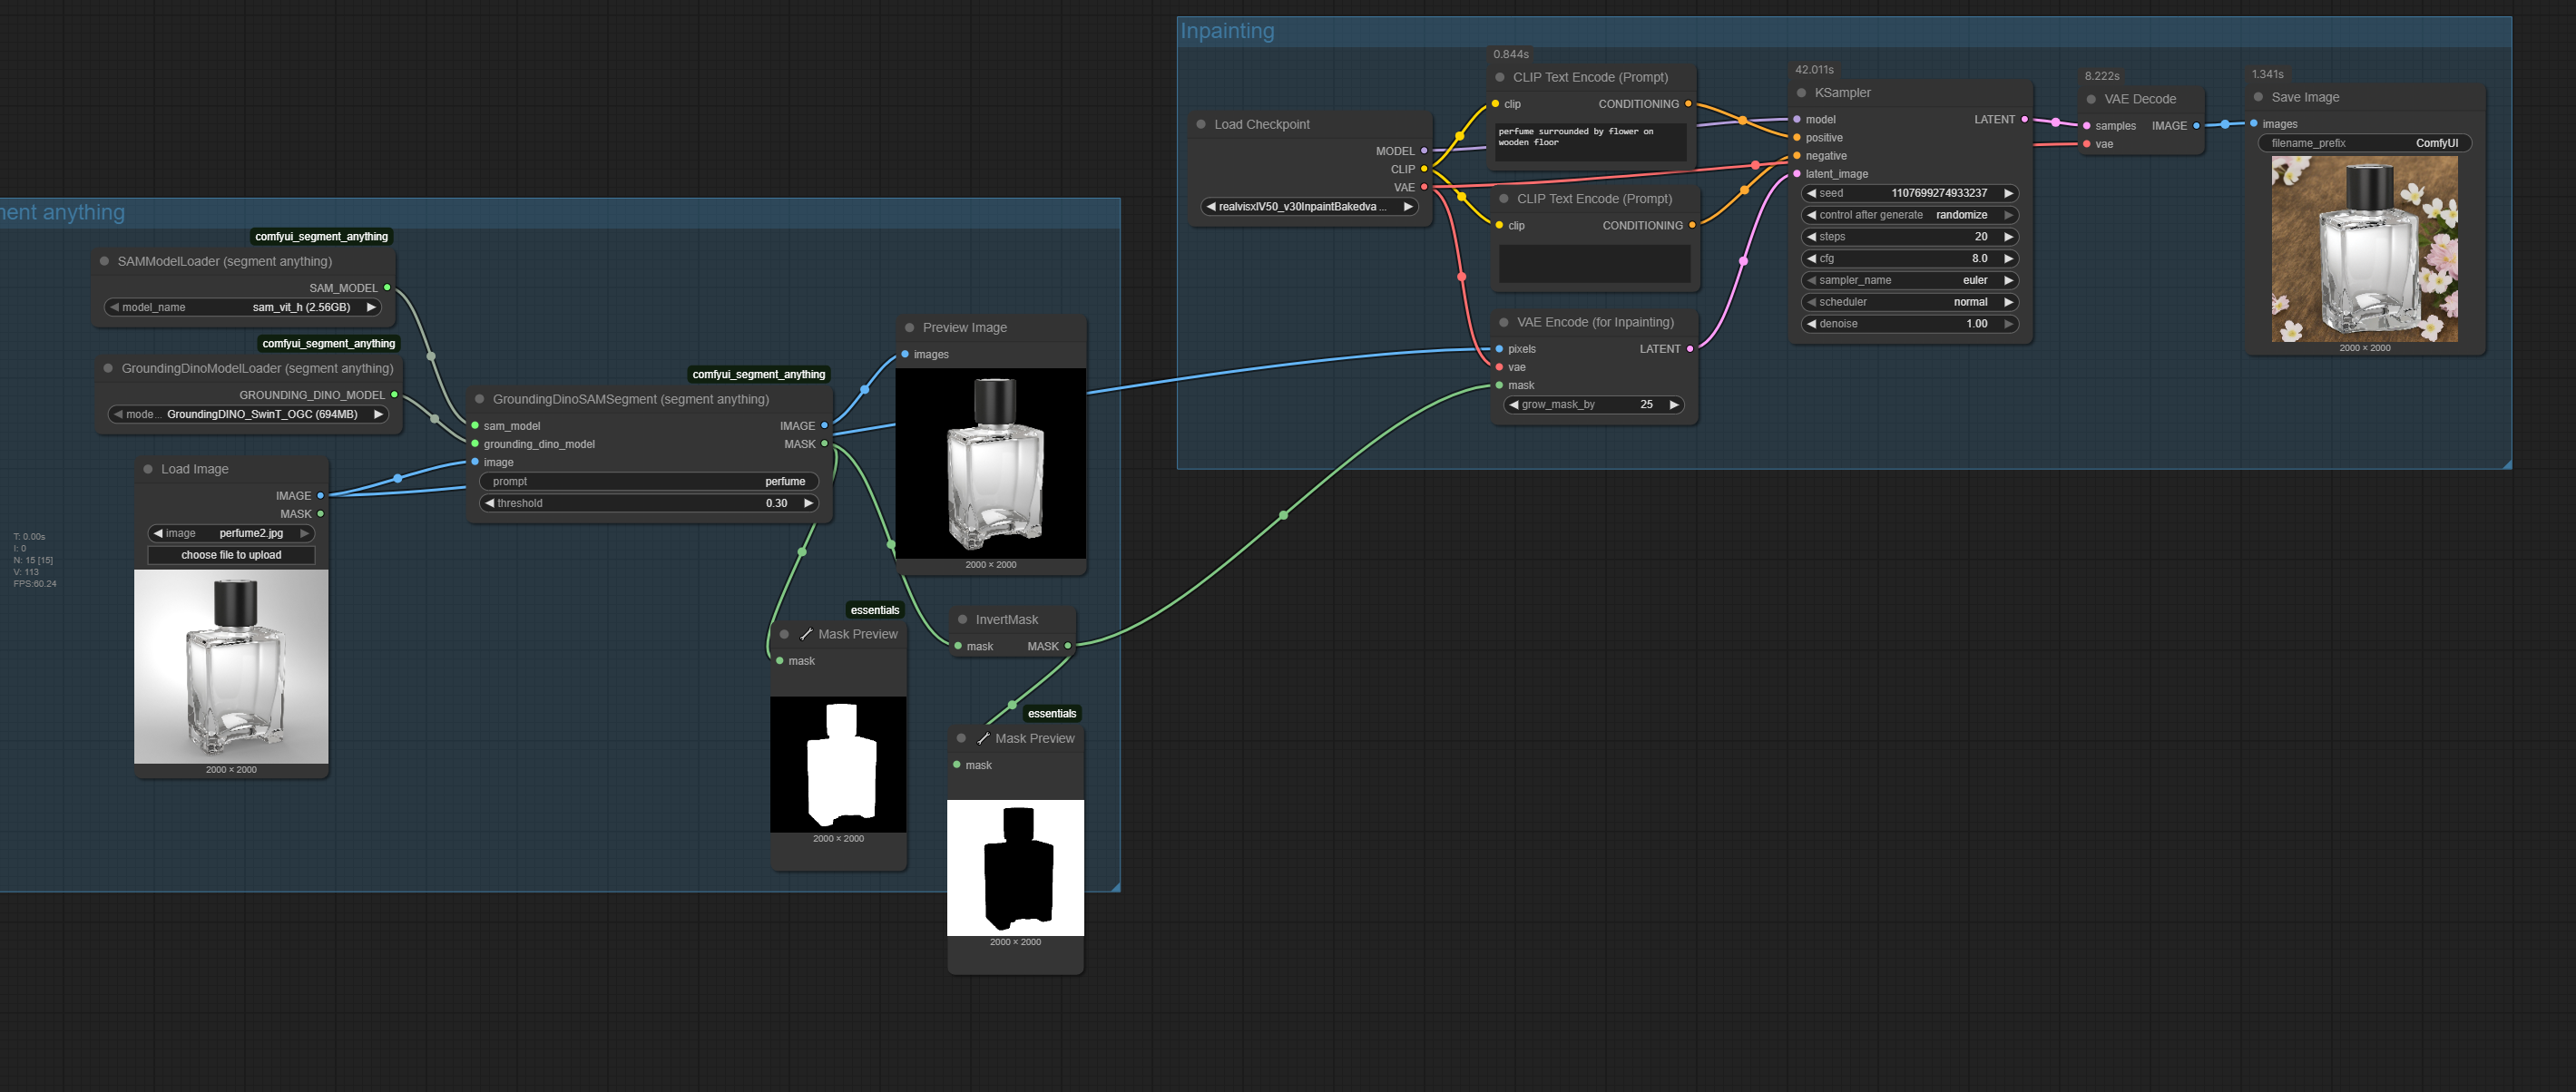 ment anything
comfyui_segment_anything
SAMModelLoader (segment anything)
SAM_MODEL
model_name sam_vit_h (2.56GB)
comfyui_segment_anything
GroundingDinoModelLoader (segment anything)
GROUNDING_DINO_MODEL
mode... GroundingDINO_SwinT_OGC (694MB)
Load Image
IMAGE
MASK
image perfume2.jpg
choose file to upload
2000 × 2000
T: 0.00s
I: 0
N: 15 [15]
V: 113
FPS:60.24
comfyui_segment_anything
GroundingDinoSAMSegment (segment anything)
sam_model IMAGE
grounding_dino_model MASK
image
prompt perfume
threshold 0.30
Preview Image
images
2000 × 2000
essentials
Mask Preview
mask
2000 × 2000
InvertMask
mask MASK
essentials
Mask Preview
mask
2000 × 2000
Inpainting
Load Checkpoint
MODEL
CLIP
VAE
realvisxlV50_v30InpaintBakedva ...
0.844s
CLIP Text Encode (Prompt)
clip CONDITIONING
perfume surrounded by flower on
wooden floor
CLIP Text Encode (Prompt)
clip CONDITIONING
VAE Encode (for Inpainting)
pixels LATENT
vae
mask
grow_mask_by 25
42.011s
KSampler
model LATENT
positive
negative
latent_image
seed 1107699274933237
control after generate randomize
steps 20
cfg 8.0
sampler_name euler
scheduler normal
denoise 1.00
8.222s
VAE Decode
samples IMAGE
vae
1.341s
Save Image
images
filename_prefix ComfyUI
2000 × 2000